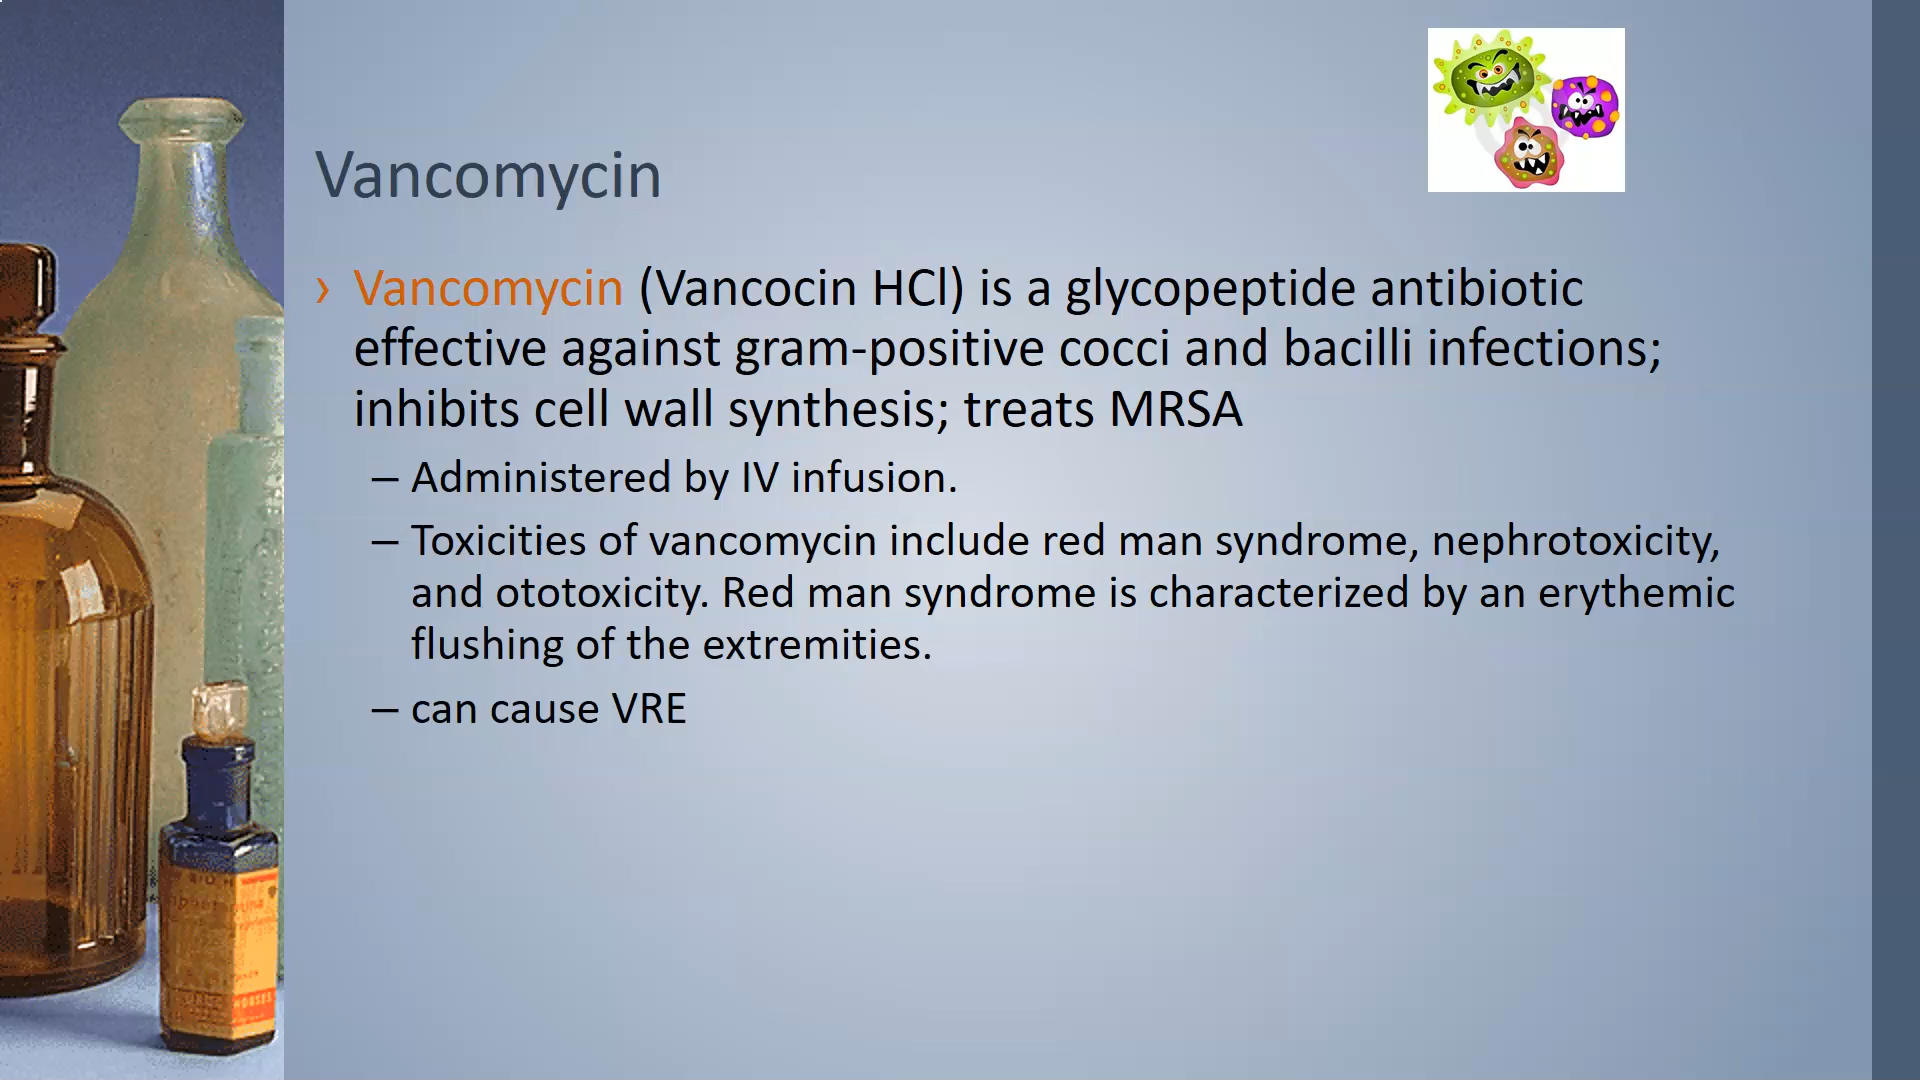 Vancomycin
› Vancomycin (Vancocin HCl) is a glycopeptide antibiotic
effective against gram-positive cocci and bacilli infections;
inhibits cell wall synthesis; treats MRSA
– Administered by IV infusion.
– Toxicities of vancomycin include red man syndrome, nephrotoxicity,
and ototoxicity. Red man syndrome is characterized by an erythemic
flushing of the extremities.
– can cause VRE